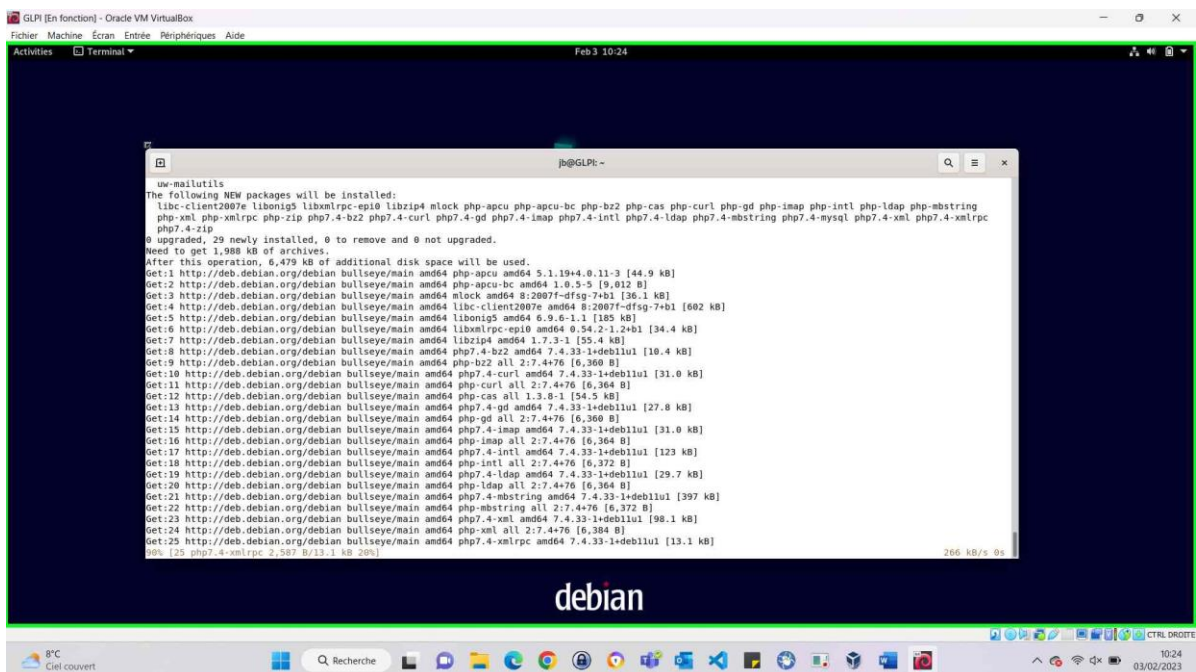 GLPI [En fonction] - Oracle VM VirtualBox
Fichier Machine Écran Entrée Périphériques Aide
Activities Terminal Feb 3 10:24
jb@GLPI: ~
uw-mailutils
The following NEW packages will be installed:
libc-client2007e libonig5 libxmlrpc-epi0 libzip4 mlock php-apcu php-apcu-bc php-bz2 php-cas php-curl php-gd php-imap php-intl php-ldap php-mbstring
php-xml php-xmlrpc php-zip php7.4-bz2 php7.4-curl php7.4-gd php7.4-imap php7.4-intl php7.4-ldap php7.4-mbstring php7.4-mysql php7.4-xml php7.4-xmlrpc
php7.4-zip
0 upgraded, 29 newly installed, 0 to remove and 0 not upgraded.
Need to get 1,988 kB of archives.
After this operation, 6,479 kB of additional disk space will be used.
Get:1 http://deb.debian.org/debian bullseye/main amd64 php-apcu amd64 5.1.19+4.0.11-3 [44.9 kB]
Get:2 http://deb.debian.org/debian bullseye/main amd64 php-apcu-bc amd64 1.0.5-5 [9,012 B]
Get:3 http://deb.debian.org/debian bullseye/main amd64 mlock amd64 8:2007f~dfsg-7+b1 [36.1 kB]
Get:4 http://deb.debian.org/debian bullseye/main amd64 libc-client2007e amd64 8:2007f~dfsg-7+b1 [602 kB]
Get:5 http://deb.debian.org/debian bullseye/main amd64 libonig5 amd64 6.9.6-1.1 [185 kB]
Get:6 http://deb.debian.org/debian bullseye/main amd64 libxmlrpc-epi0 amd64 0.54.2-1.2+b1 [34.4 kB]
Get:7 http://deb.debian.org/debian bullseye/main amd64 libzip4 amd64 1.7.3-1 [55.4 kB]
Get:8 http://deb.debian.org/debian bullseye/main amd64 php7.4-bz2 amd64 7.4.33-1+deb11u1 [10.4 kB]
Get:9 http://deb.debian.org/debian bullseye/main amd64 php-bz2 all 2:7.4+76 [6,360 B]
Get:10 http://deb.debian.org/debian bullseye/main amd64 php7.4-curl amd64 7.4.33-1+deb11u1 [31.0 kB]
Get:11 http://deb.debian.org/debian bullseye/main amd64 php-curl all 2:7.4+76 [6,364 B]
Get:12 http://deb.debian.org/debian bullseye/main amd64 php-cas all 1.3.8-1 [54.5 kB]
Get:13 http://deb.debian.org/debian bullseye/main amd64 php7.4-gd amd64 7.4.33-1+deb11u1 [27.8 kB]
Get:14 http://deb.debian.org/debian bullseye/main amd64 php-gd all 2:7.4+76 [6,360 B]
Get:15 http://deb.debian.org/debian bullseye/main amd64 php7.4-imap amd64 7.4.33-1+deb11u1 [31.0 kB]
Get:16 http://deb.debian.org/debian bullseye/main amd64 php-imap all 2:7.4+76 [6,364 B]
Get:17 http://deb.debian.org/debian bullseye/main amd64 php7.4-intl amd64 7.4.33-1+deb11u1 [123 kB]
Get:18 http://deb.debian.org/debian bullseye/main amd64 php-intl all 2:7.4+76 [6,372 B]
Get:19 http://deb.debian.org/debian bullseye/main amd64 php7.4-ldap amd64 7.4.33-1+deb11u1 [29.7 kB]
Get:20 http://deb.debian.org/debian bullseye/main amd64 php-ldap all 2:7.4+76 [6,364 B]
Get:21 http://deb.debian.org/debian bullseye/main amd64 php7.4-mbstring amd64 7.4.33-1+deb11u1 [397 kB]
Get:22 http://deb.debian.org/debian bullseye/main amd64 php-mbstring all 2:7.4+76 [6,372 B]
Get:23 http://deb.debian.org/debian bullseye/main amd64 php7.4-xml amd64 7.4.33-1+deb11u1 [98.1 kB]
Get:24 http://deb.debian.org/debian bullseye/main amd64 php-xml all 2:7.4+76 [6,384 B]
Get:25 http://deb.debian.org/debian bullseye/main amd64 php7.4-xmlrpc amd64 7.4.33-1+deb11u1 [13.1 kB]
90% [25 php7.4-xmlrpc 2,587 B/13.1 kB 20%] 266 kB/s 0s
debian
CTRL DROITE
8°C
Ciel couvert
Recherche
10:24
03/02/2023